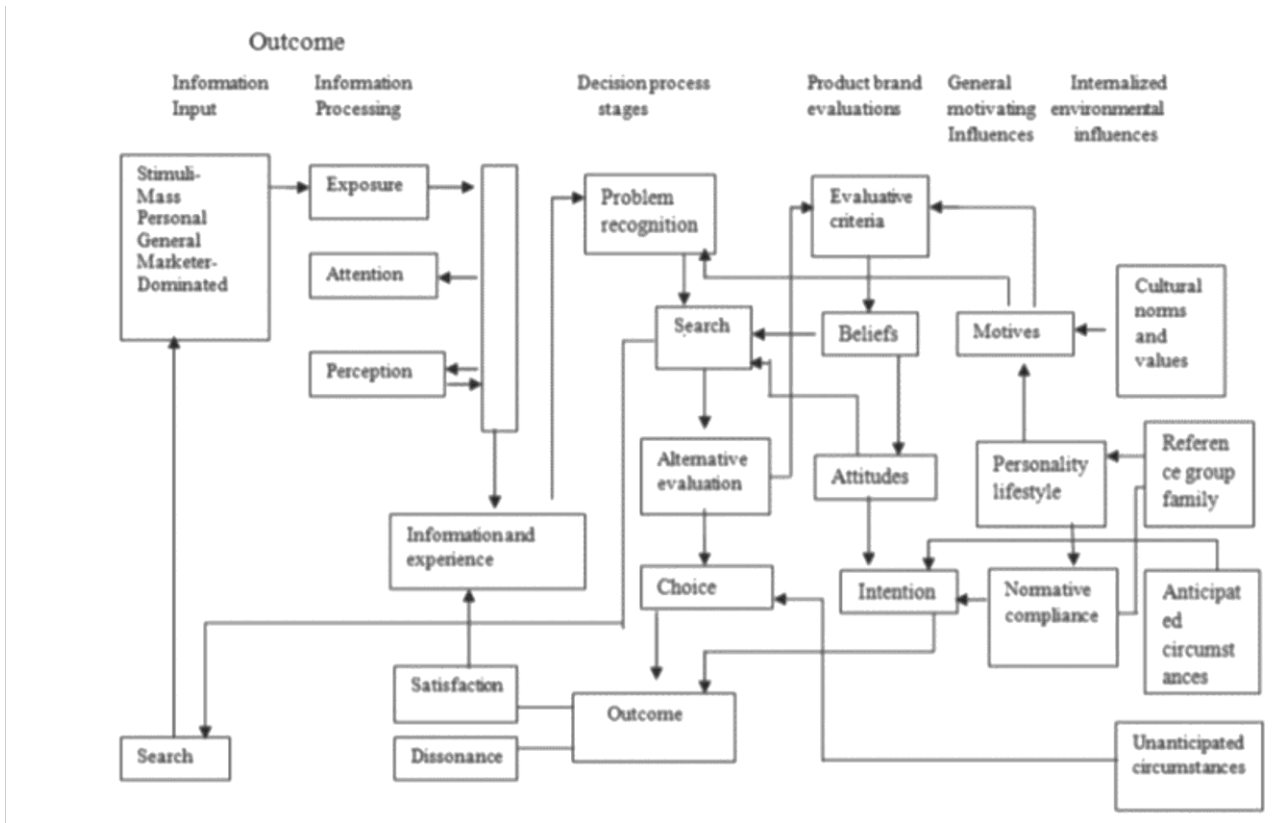 Outcome
Information
Input
Information
Processing
Decision process
stages
Product brand
evaluations
General
motivating
Influences
Internalized
environmental
influences
Stimuli-
Mass
Personal
General
Marketer-
Dominated
Exposure
Attention
Perception
Problem
recognition
Evaluative
criteria
Cultural
norms
and
values
Search
Beliefs
Motives
Alternative
evaluation
Attitudes
Personality
lifestyle
Referen
ce group
family
Information and
experience
Choice
Intention
Normative
compliance
Anticipat
ed
circumst
ances
Satisfaction
Outcome
Search
Dissonance
Unanticipated
circumstances